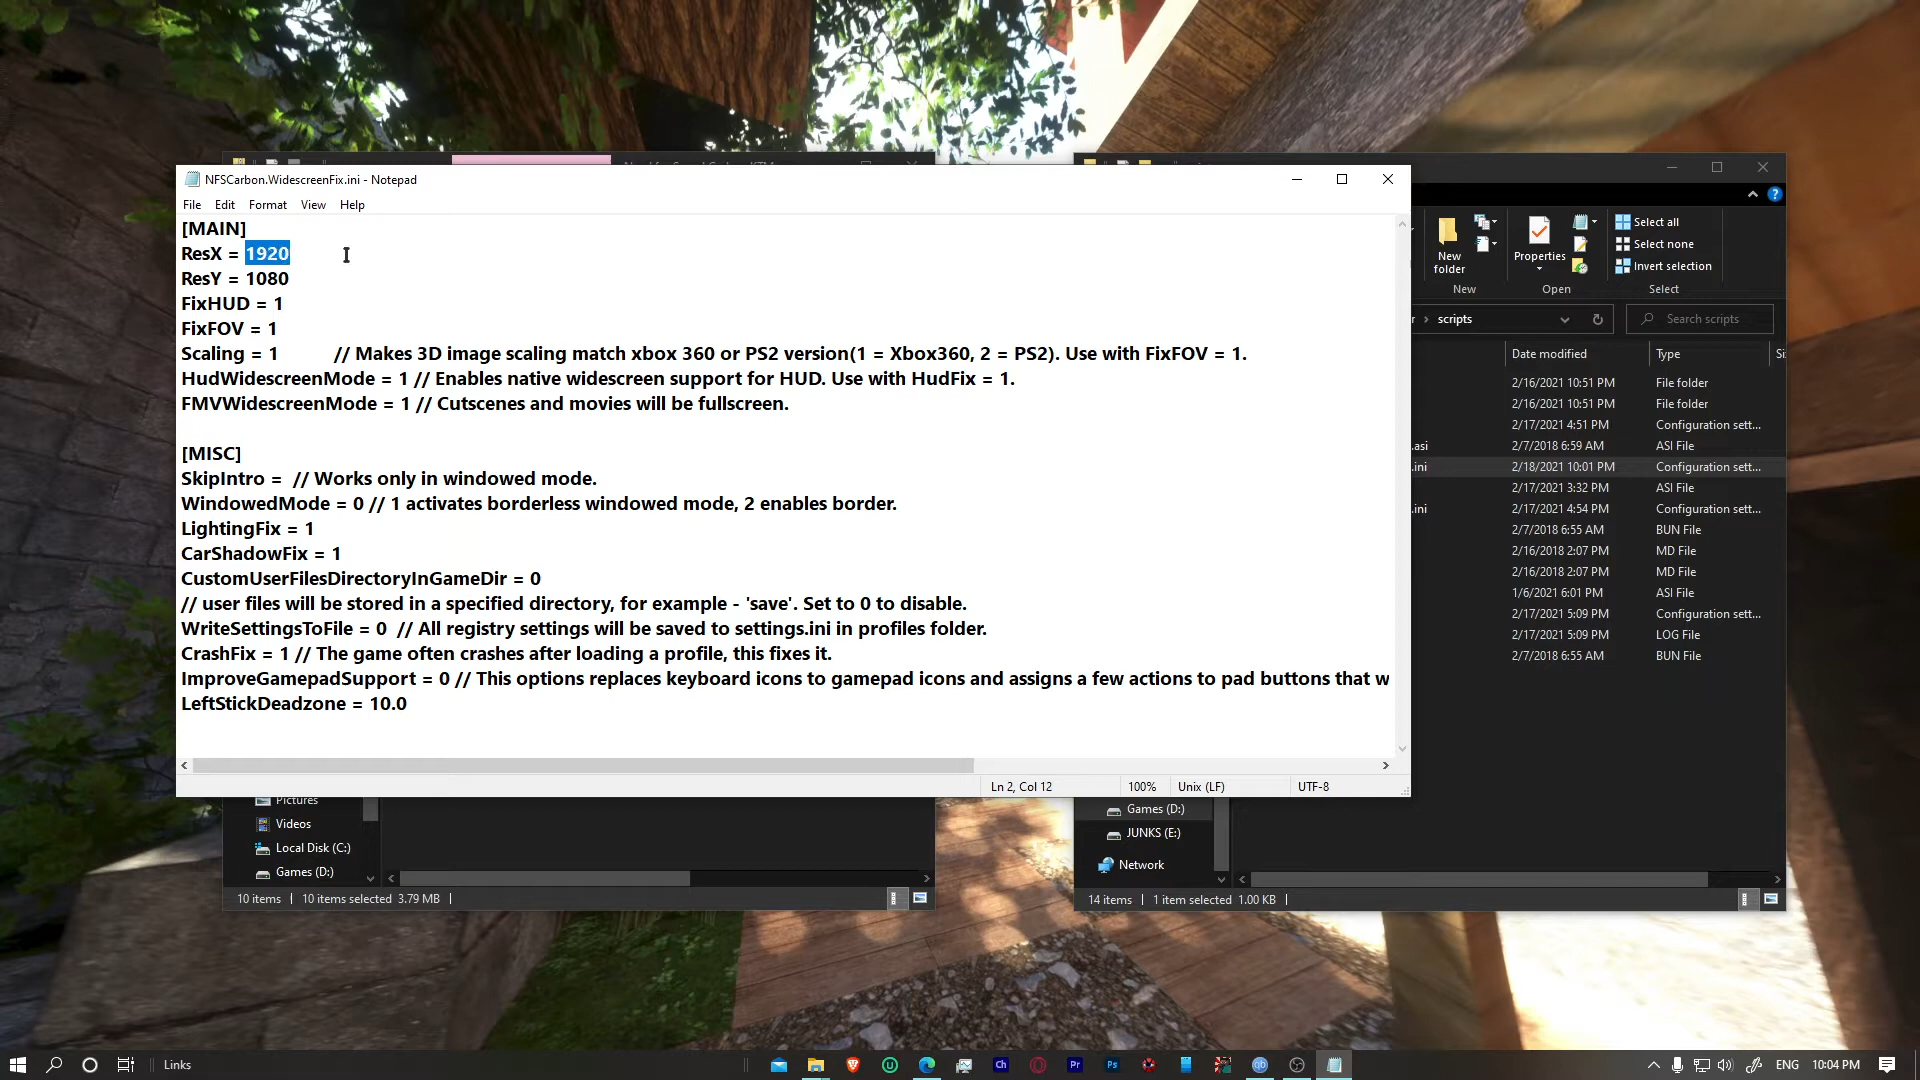 NFSCarbon.WidescreenFix.ini - Notepad
File Edit Format View Help
[MAIN]
ResX = 1920
ResY = 1080
FixHUD = 1
FixFOV = 1
Scaling = 1 // Makes 3D image scaling match xbox 360 or PS2 version(1 = Xbox360, 2 = PS2). Use with FixFOV = 1.
HudWidescreenMode = 1 // Enables native widescreen support for HUD. Use with HudFix = 1.
FMVWidescreenMode = 1 // Cutscenes and movies will be fullscreen.
[MISC]
SkipIntro = // Works only in windowed mode.
WindowedMode = 0 // 1 activates borderless windowed mode, 2 enables border.
LightingFix = 1
CarShadowFix = 1
CustomUserFilesDirectoryInGameDir = 0
// user files will be stored in a specified directory, for example - 'save'. Set to 0 to disable.
WriteSettingsToFile = 0 // All registry settings will be saved to settings.ini in profiles folder.
CrashFix = 1 // The game often crashes after loading a profile, this fixes it.
ImproveGamepadSupport = 0 // This options replaces keyboard icons to gamepad icons and assigns a few actions to pad buttons that w
LeftStickDeadzone = 10.0
Ln 2, Col 12 100% Unix (LF) UTF-8
New folder
Properties
Select all
Select none
Invert selection
New Open Select
r › scripts
Search scripts
Date modified Type Si
2/16/2021 10:51 PM File folder
2/16/2021 10:51 PM File folder
2/17/2021 4:51 PM Configuration sett...
.asi 2/7/2018 6:59 AM ASI File
.ini 2/18/2021 10:01 PM Configuration sett...
2/17/2021 3:32 PM ASI File
.ini 2/17/2021 4:54 PM Configuration sett...
2/7/2018 6:55 AM BUN File
2/16/2018 2:07 PM MD File
2/16/2018 2:07 PM MD File
1/6/2021 6:01 PM ASI File
2/17/2021 5:09 PM Configuration sett...
2/17/2021 5:09 PM LOG File
2/7/2018 6:55 AM BUN File
Pictures
Videos
Local Disk (C:)
Games (D:)
10 items 10 items selected 3.79 MB
Games (D:)
JUNKS (E:)
Network
14 items 1 item selected 1.00 KB
Links
Ch
Pr
Ps
qb
ENG 10:04 PM